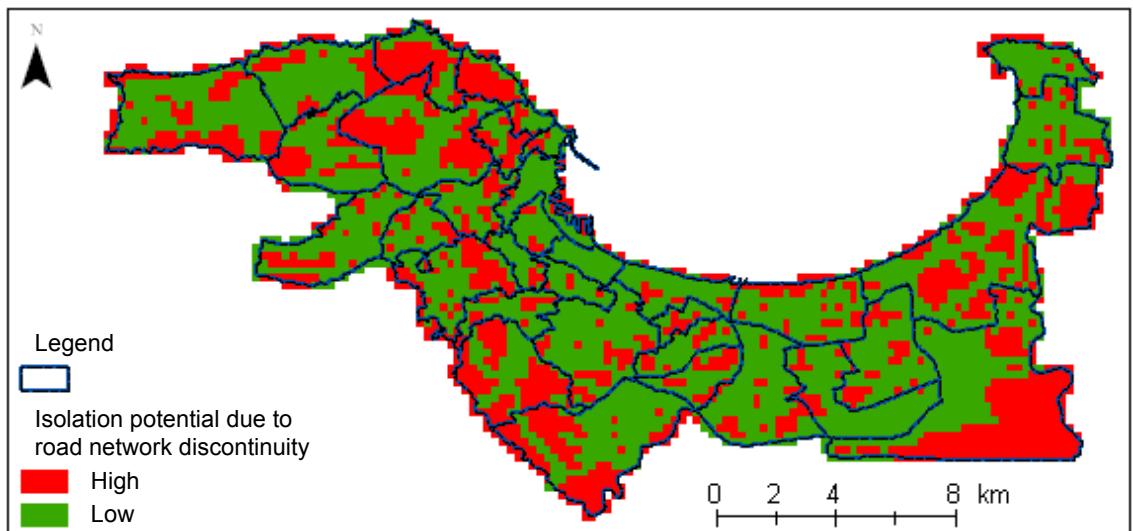 N
Legend
Isolation potential due to
road network discontinuity
High
Low
0 2 4 8 km